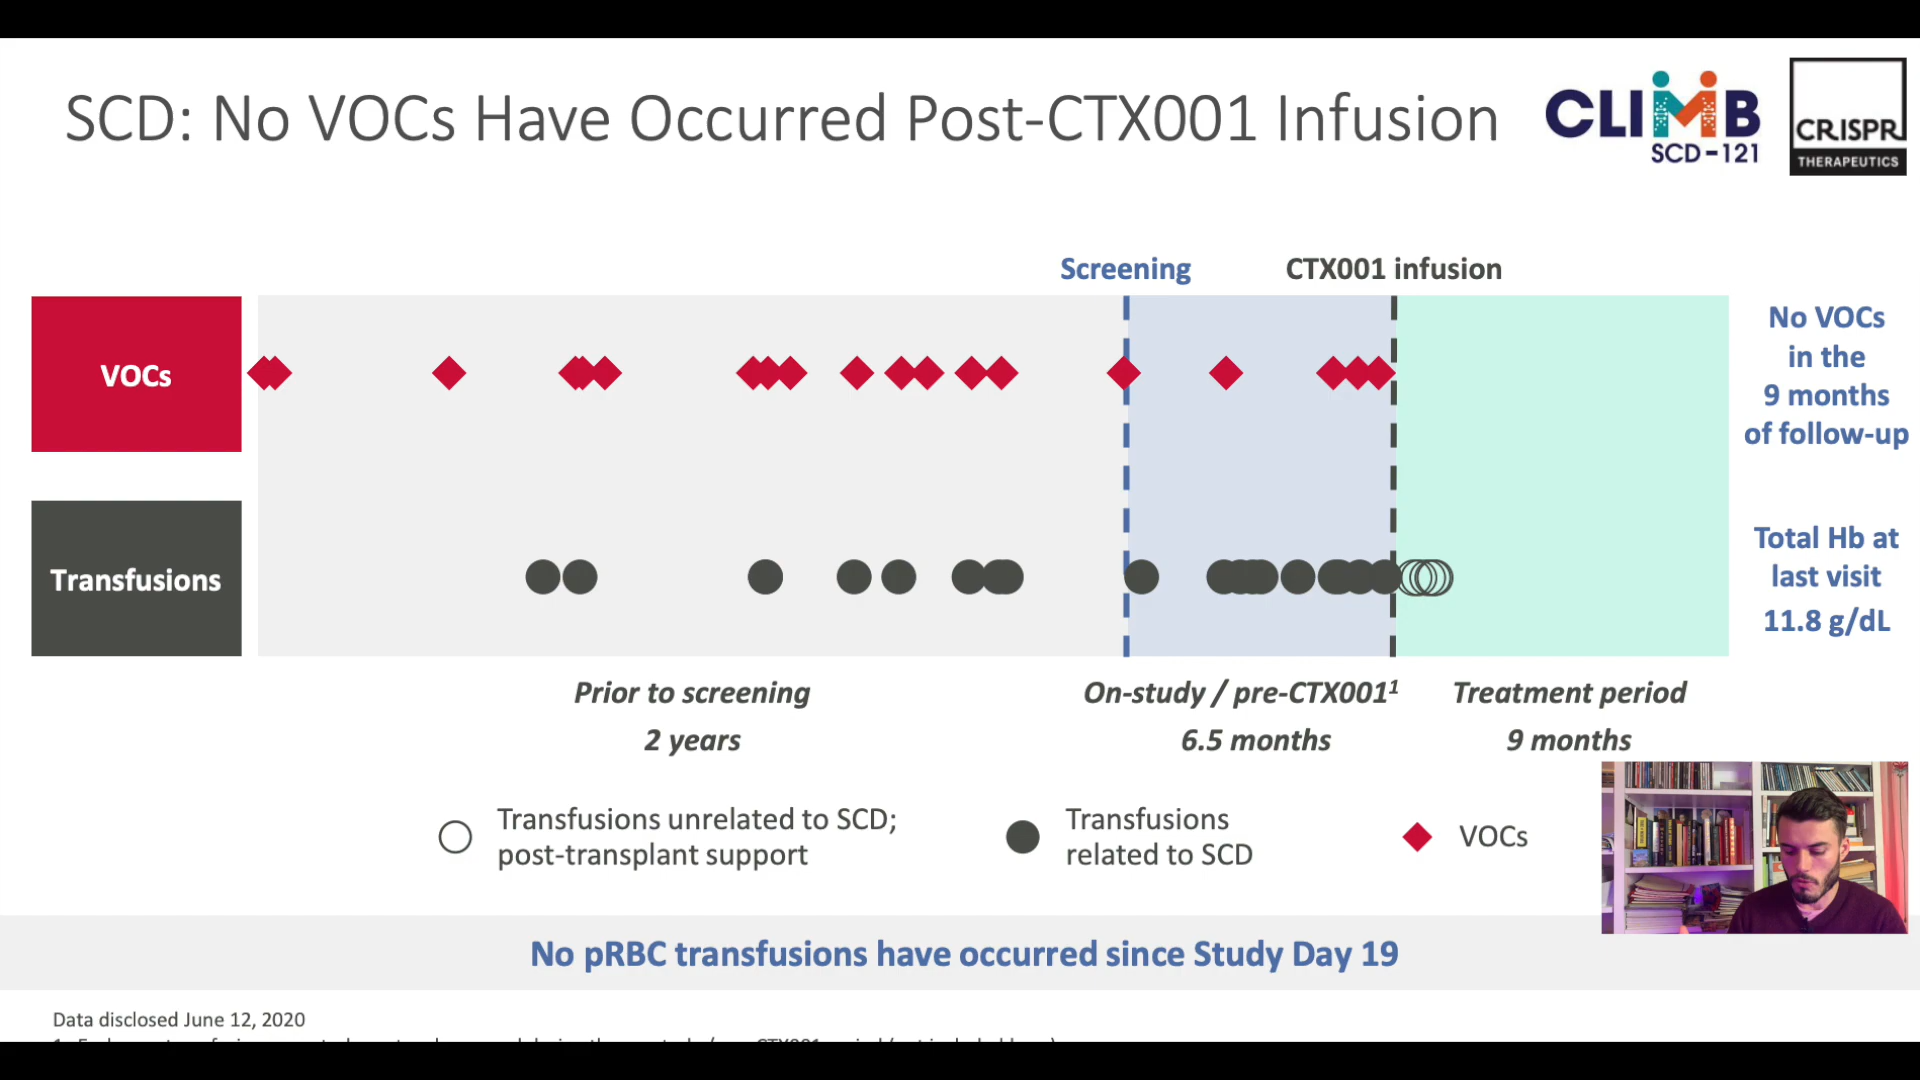 SCD: No VOCs Have Occurred Post-CTX001 Infusion
CLIMB
SCD-121
CRISPR
THERAPEUTICS
Screening
CTX001 infusion
VOCs
No VOCs
in the
9 months
of follow-up
Transfusions
Total Hb at
last visit
11.8 g/dL
Prior to screening
2 years
On-study / pre-CTX001¹
6.5 months
Treatment period
9 months
Transfusions unrelated to SCD;
post-transplant support
Transfusions
related to SCD
VOCs
No pRBC transfusions have occurred since Study Day 19
Data disclosed June 12, 2020